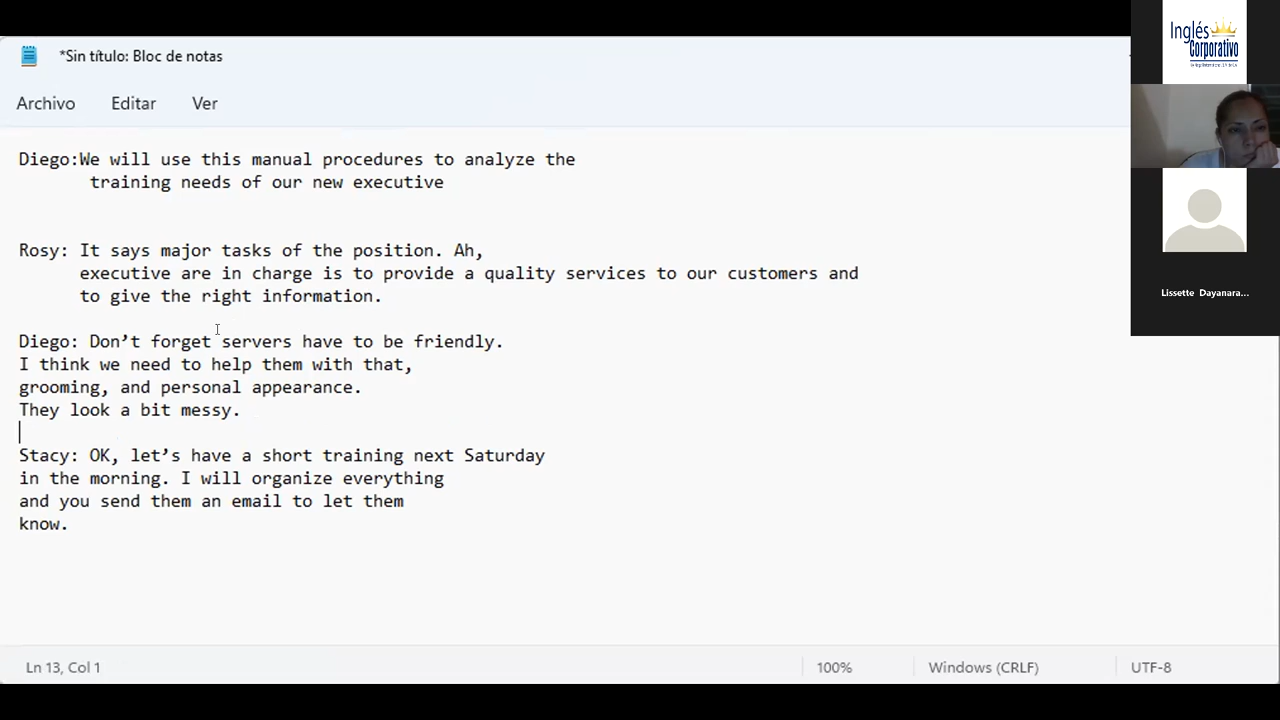 Inglés
Corporativo
*Sin título: Bloc de notas
Archivo Editar Ver
Diego:We will use this manual procedures to analyze the
training needs of our new executive
Rosy: It says major tasks of the position. Ah,
executive are in charge is to provide a quality services to our customers and
to give the right information.
Diego: Don’t forget servers have to be friendly.
I think we need to help them with that,
grooming, and personal appearance.
They look a bit messy.
Stacy: OK, let’s have a short training next Saturday
in the morning. I will organize everything
and you send them an email to let them
know.
Lissette Dayanara...
Ln 13, Col 1 100% Windows (CRLF) UTF-8